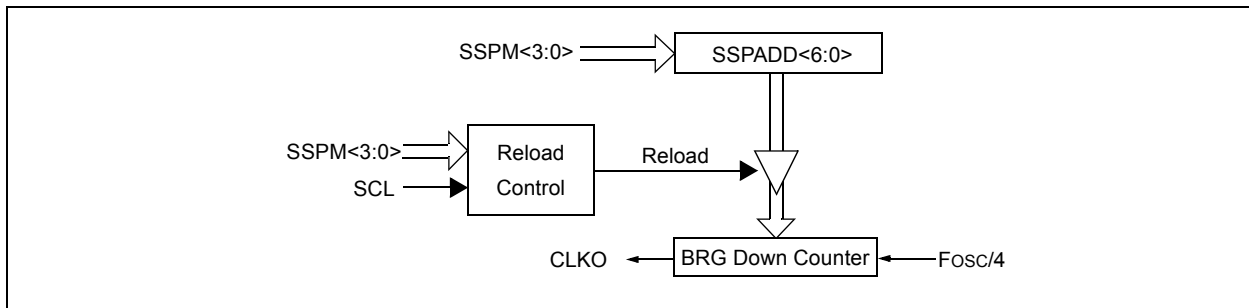 SSPM<3:0>
SSPADD<6:0>
SSPM<3:0>
SCL
Reload
Control
Reload
CLKO
BRG Down Counter
FOSC/4